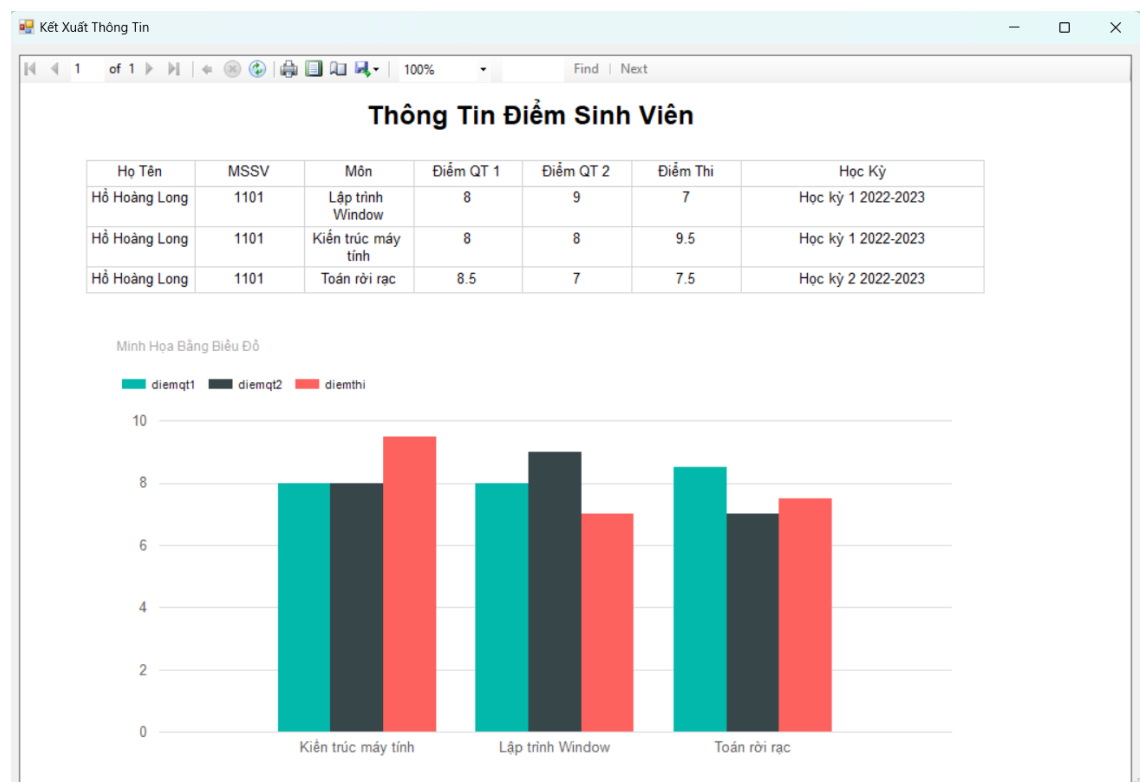 Kết Xuất Thông Tin
1 of 1 100% Find | Next
Thông Tin Điểm Sinh Viên
Họ Tên MSSV Môn Điểm QT 1 Điểm QT 2 Điểm Thi Học Kỳ
Hồ Hoàng Long 1101 Lập trình Window 8 9 7 Học kỳ 1 2022-2023
Hồ Hoàng Long 1101 Kiến trúc máy tính 8 8 9.5 Học kỳ 1 2022-2023
Hồ Hoàng Long 1101 Toán rời rạc 8.5 7 7.5 Học kỳ 2 2022-2023
Minh Họa Bằng Biểu Đồ
diemqt1 diemqt2 diemthi
10
8
6
4
2
0
Kiến trúc máy tính Lập trình Window Toán rời rạc